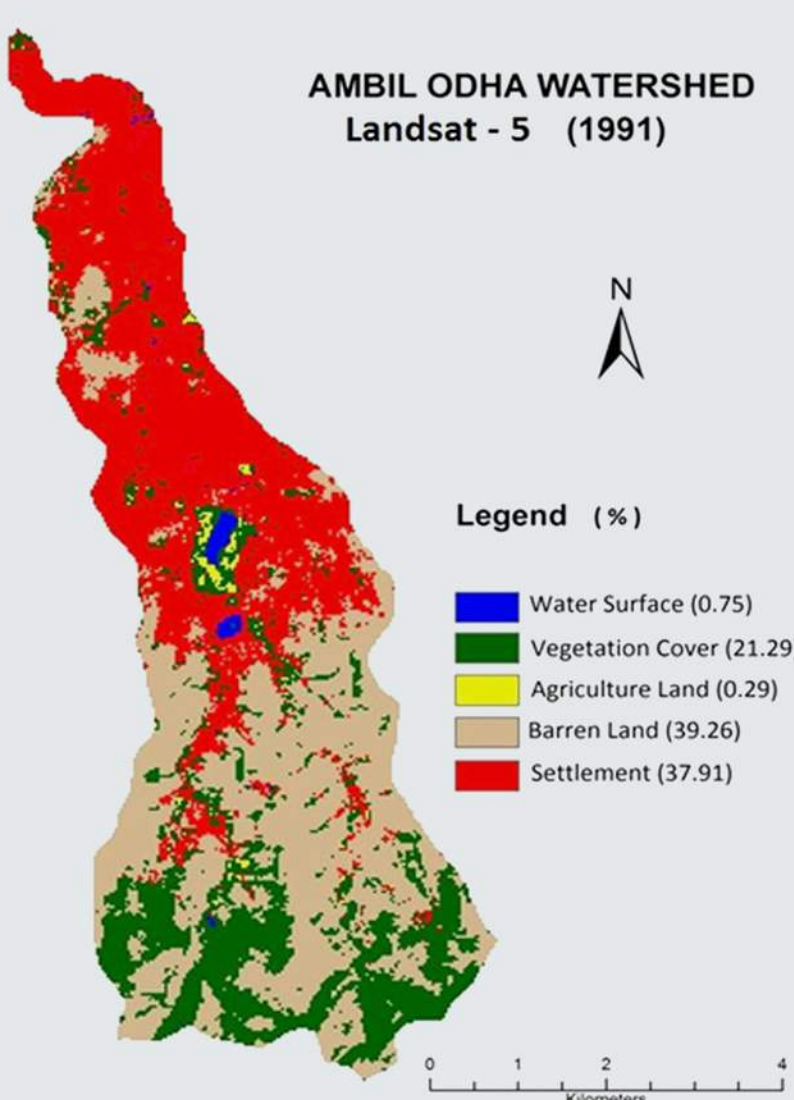 AMBIL ODHA WATERSHED
Landsat - 5 (1991)
N
Legend (%)
Water Surface (0.75)
Vegetation Cover (21.29
Agriculture Land (0.29)
Barren Land (39.26)
Settlement (37.91)
0 1 2 4
Kilometers